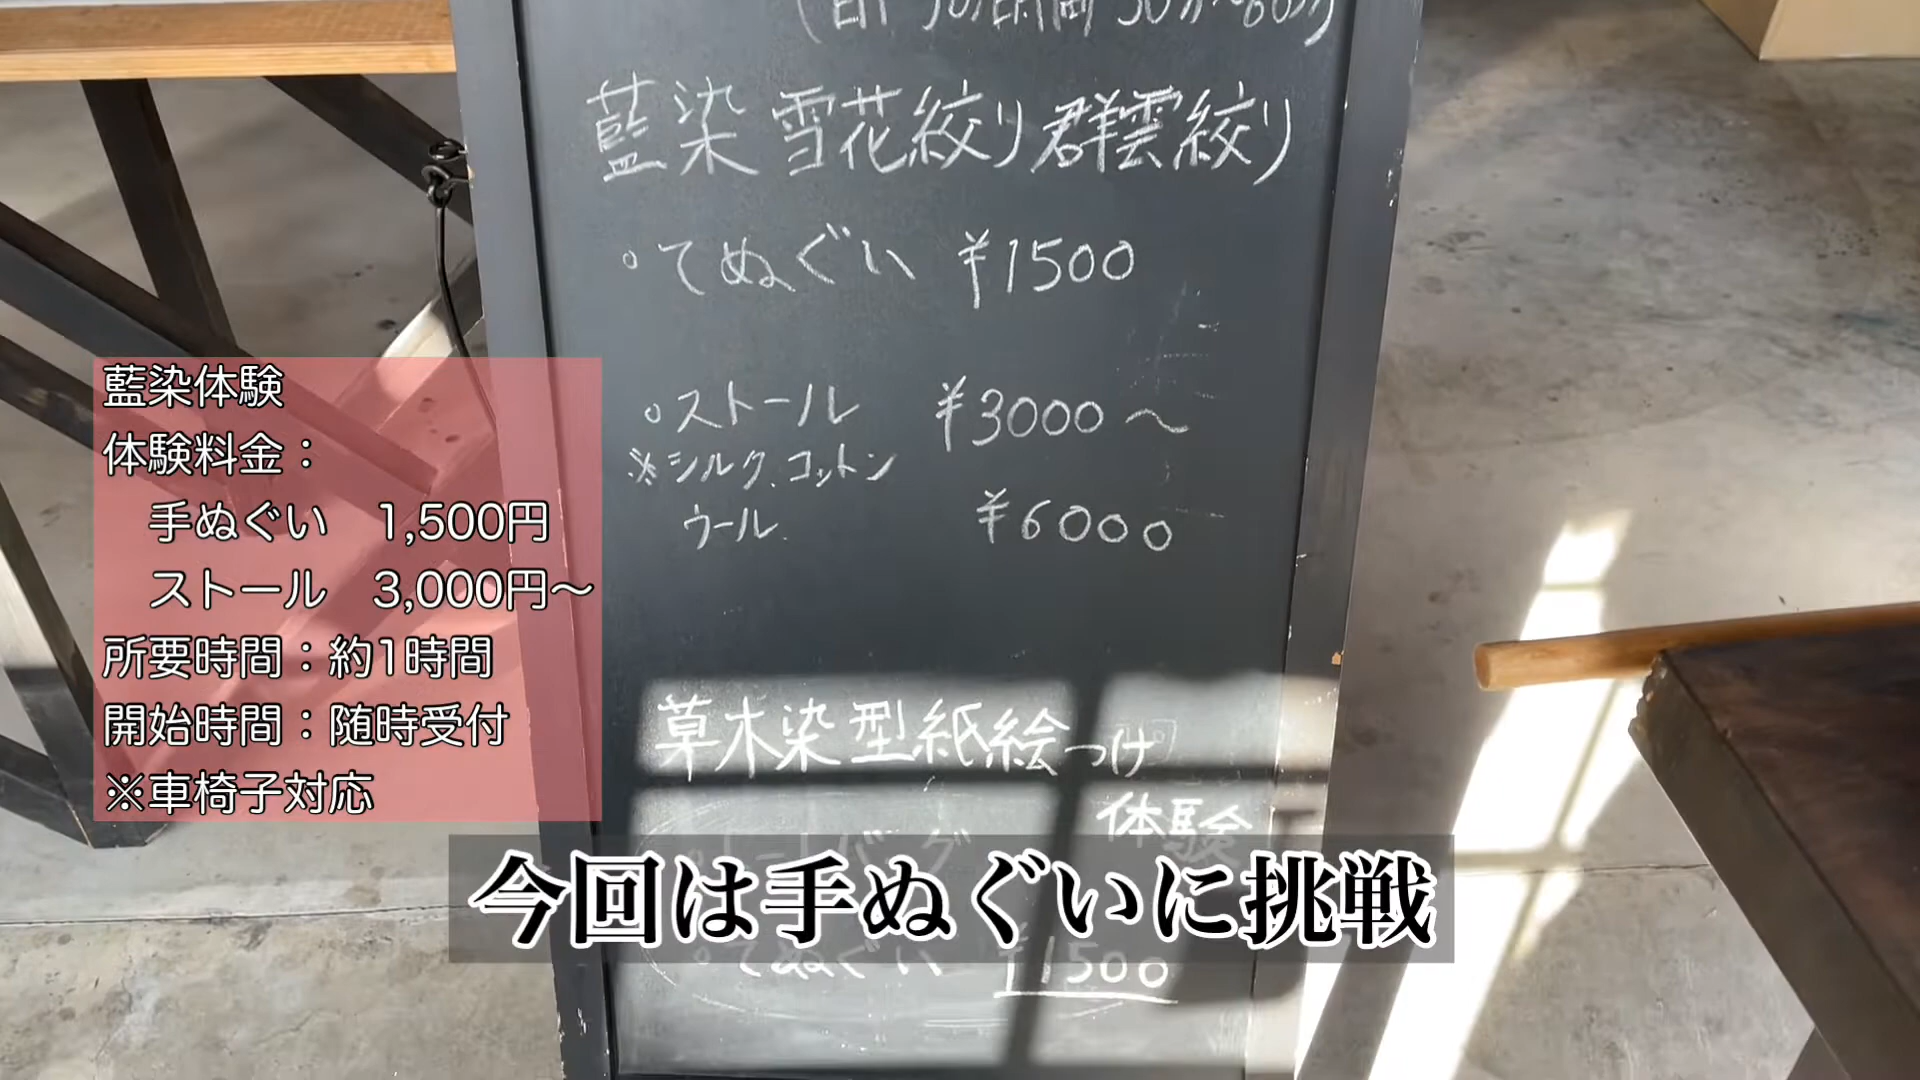 藍染 雪花絞り 群雲絞り
。てぬぐい ¥1500
。ストール ¥3000〜
※シルク、コットン
ウール. ¥6000
草木染 型紙絵つけ
体験
。てぬぐい ¥1500
藍染体験
体験料金：
手ぬぐい 1,500円
ストール 3,000円〜
所要時間：約1時間
開始時間：随時受付
※車椅子対応
今回は手ぬぐいに挑戦